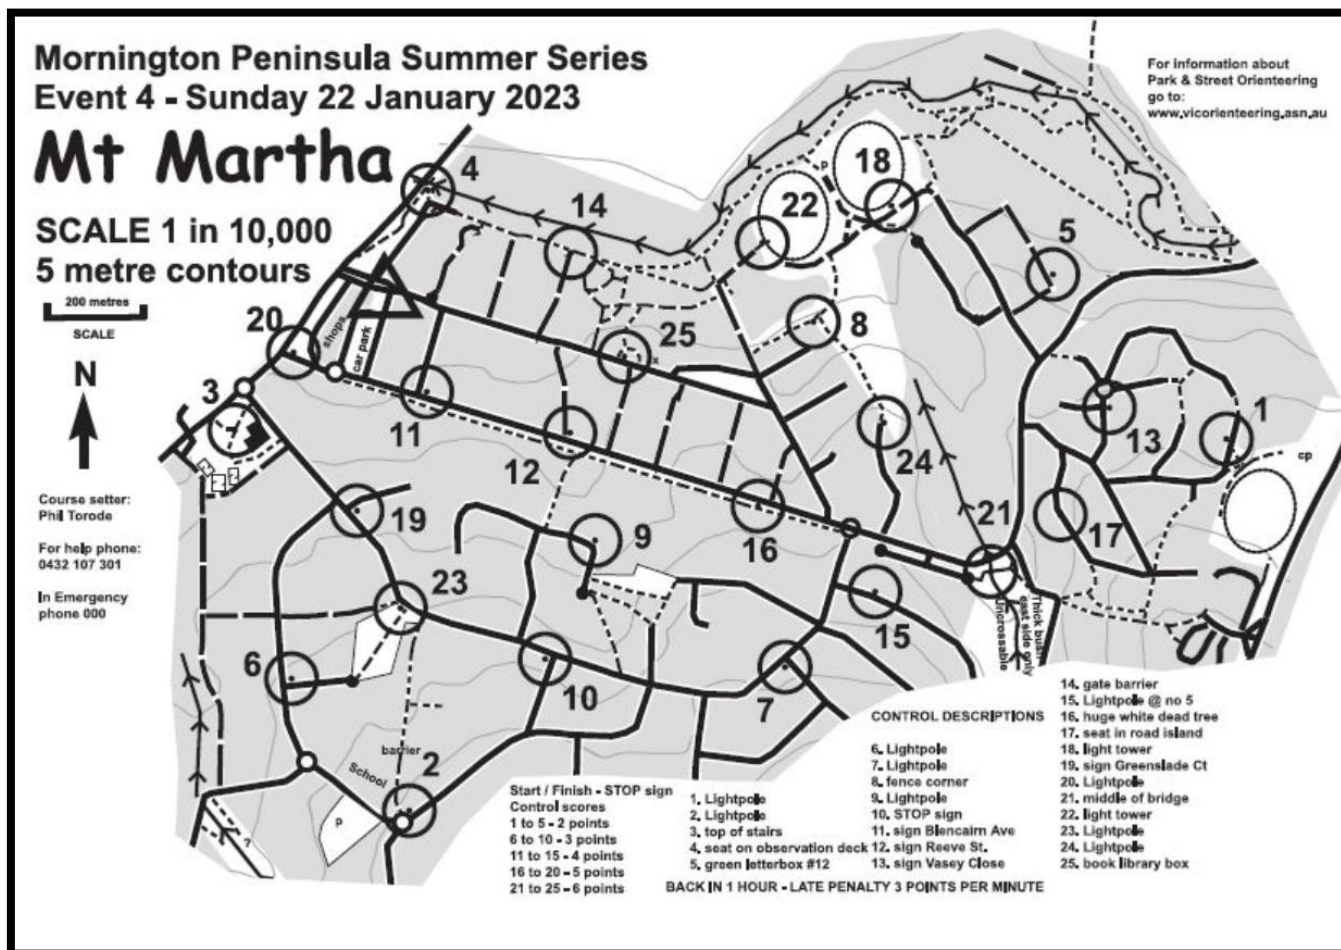 Mornington Peninsula Summer Series
Event 4 - Sunday 22 January 2023
Mt Martha
SCALE 1 in 10,000
5 metre contours
200 metres
SCALE
N
For information about
Park & Street Orienteering
go to:
www.vicorienteering.asn.au
Course setter:
Phil Torode
For help phone:
0432 107 301
In Emergency
phone 000
4
14
18
22
5
20
shops
car park
25
x
8
3
11
12
24
13
1
cp
19
9
16
21
17
23
15
Thick bush
east side only
Uncrossable
6
10
7
barrier
School
2
p
p
?
Start / Finish - STOP sign
Control scores
1 to 5 - 2 points
6 to 10 - 3 points
11 to 15 - 4 points
16 to 20 - 5 points
21 to 25 - 6 points
CONTROL DESCRIPTIONS
1. Lightpole
2. Lightpole
3. top of stairs
4. seat on observation deck
5. green letterbox #12
6. Lightpole
7. Lightpole
8. fence corner
9. Lightpole
10. STOP sign
11. sign Blencairn Ave
12. sign Reeve St.
13. sign Vasey Close
14. gate barrier
15. Lightpole @ no 5
16. huge white dead tree
17. seat in road island
18. light tower
19. sign Greenslade Ct
20. Lightpole
21. middle of bridge
22. light tower
23. Lightpole
24. Lightpole
25. book library box
BACK IN 1 HOUR - LATE PENALTY 3 POINTS PER MINUTE